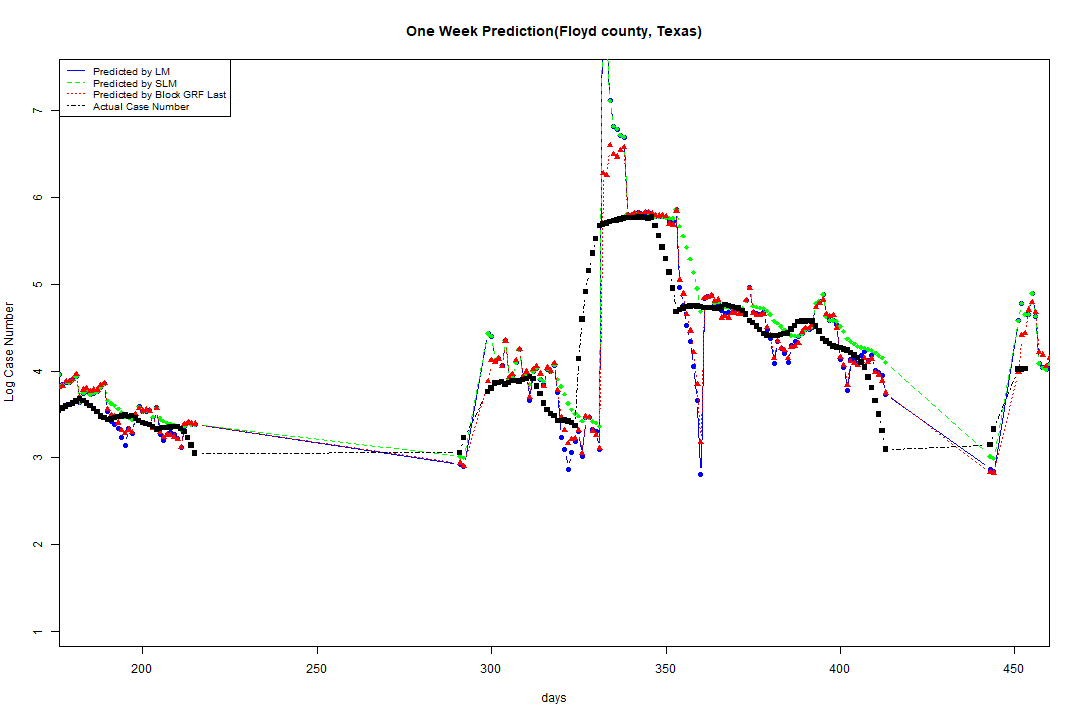 One Week Prediction(Floyd county, Texas)
Predicted by LM
Predicted by SLM
Predicted by Block GRF Last
Actual Case Number
Log Case Number
7
6
5
4
3
2
1
200 250 300 350 400 450
days